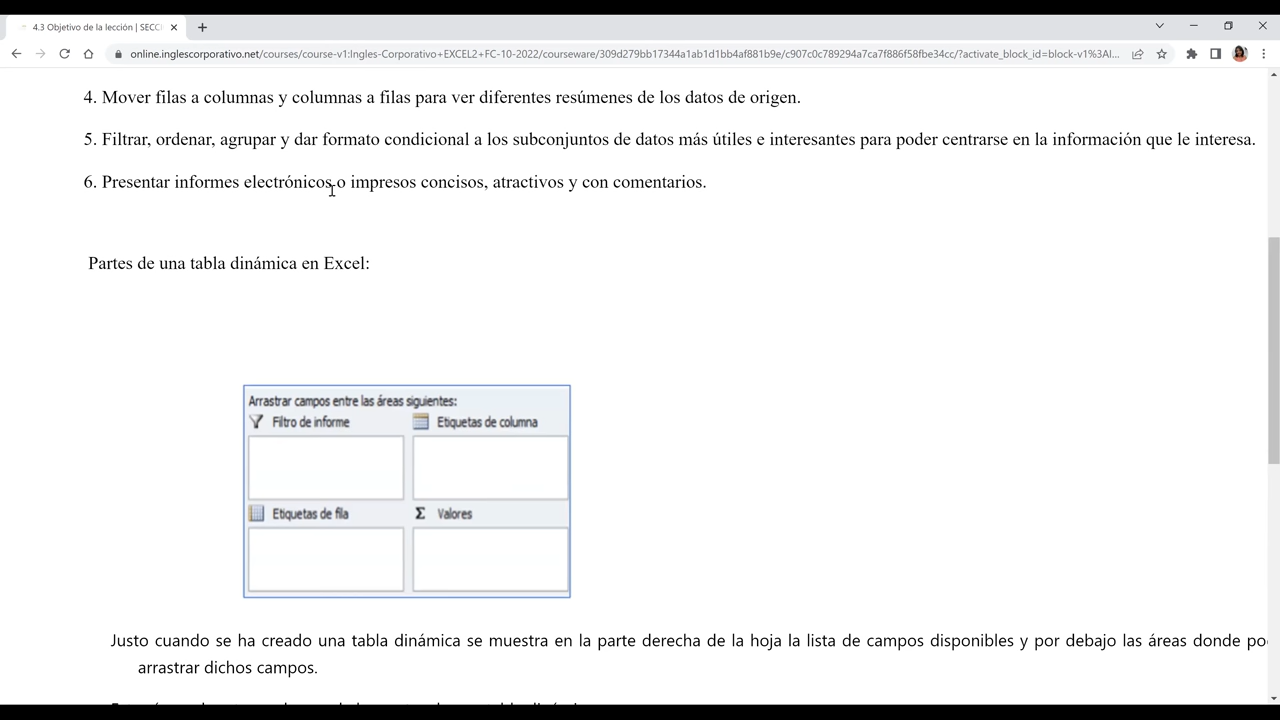 4.3 Objetivo de la lección | SECCI
online.inglescorporativo.net/courses/course-v1:Ingles-Corporativo+EXCEL2+FC-10-2022/courseware/309d279bb17344a1ab1d1bb4af881b9e/c907c0c789294a7ca7f886f58fbe34cc/?activate_block_id=block-v1%3AI...
4. Mover filas a columnas y columnas a filas para ver diferentes resúmenes de los datos de origen.
5. Filtrar, ordenar, agrupar y dar formato condicional a los subconjuntos de datos más útiles e interesantes para poder centrarse en la información que le interesa.
6. Presentar informes electrónicos o impresos concisos, atractivos y con comentarios.
Partes de una tabla dinámica en Excel:
Arrastrar campos entre las áreas siguientes:
Filtro de informe Etiquetas de columna
Etiquetas de fila Σ Valores
Justo cuando se ha creado una tabla dinámica se muestra en la parte derecha de la hoja la lista de campos disponibles y por debajo las áreas donde po
arrastrar dichos campos.